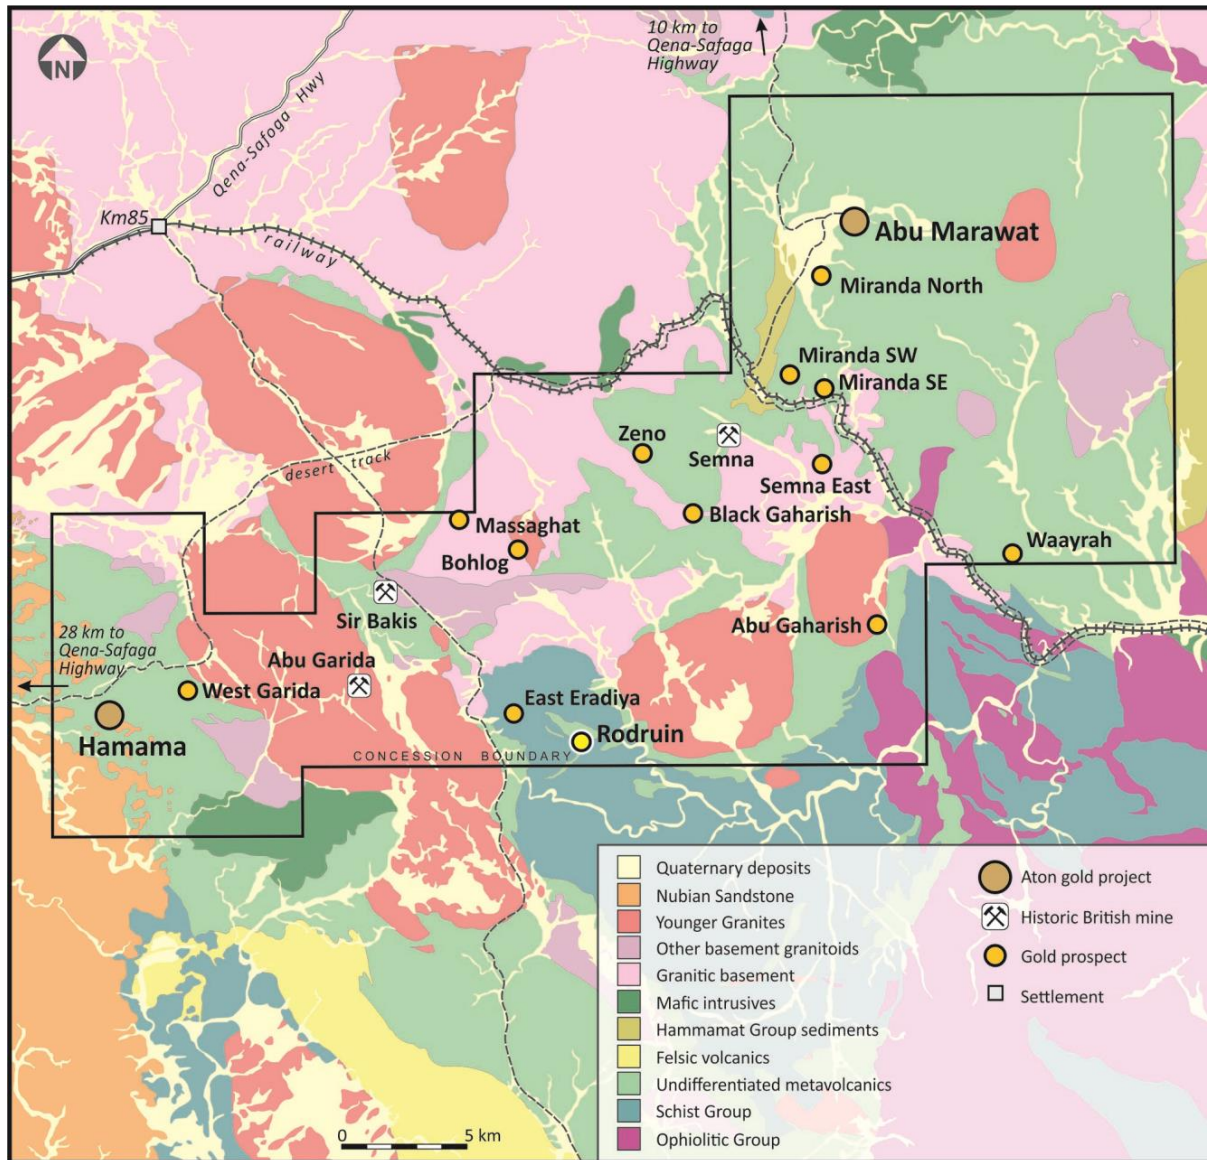 10 km to
Qena-Safaga
Highway
N
Qena-Safoga Hwy
Km85
railway
Abu Marawat
Miranda North
Miranda SW
Miranda SE
Zeno
Semna
desert track
Semna East
Massaghat
Black Gaharish
Bohlog
Waayrah
Sir Bakis
28 km to
Qena-Safaga
Highway
Abu Gaharish
Abu Garida
West Garida
East Eradiya
Rodruin
Hamama
CONCESSION BOUNDARY
Quaternary deposits
Nubian Sandstone
Younger Granites
Other basement granitoids
Granitic basement
Mafic intrusives
Hammamat Group sediments
Felsic volcanics
Undifferentiated metavolcanics
Schist Group
Ophiolitic Group
Aton gold project
Historic British mine
Gold prospect
Settlement
0 5 km